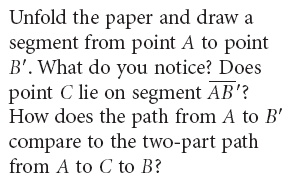 Unfold the paper and draw a
segment from point A to point
B′. What do you notice? Does
point C lie on segment AB′?
How does the path from A to B′
compare to the two-part path
from A to C to B?